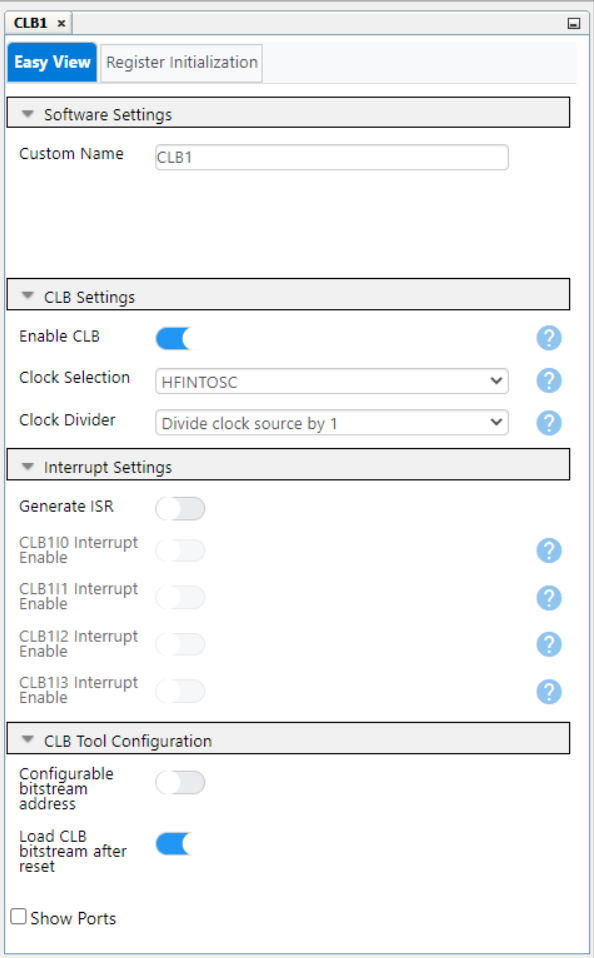 CLB1 ×
Easy View Register Initialization
Software Settings
Custom Name CLB1
CLB Settings
Enable CLB ?
Clock Selection HFINTOSC ?
Clock Divider Divide clock source by 1 ?
Interrupt Settings
Generate ISR
CLB1I0 Interrupt
Enable ?
CLB1I1 Interrupt
Enable ?
CLB1I2 Interrupt
Enable ?
CLB1I3 Interrupt
Enable ?
CLB Tool Configuration
Configurable
bitstream
address
Load CLB
bitstream after
reset
Show Ports